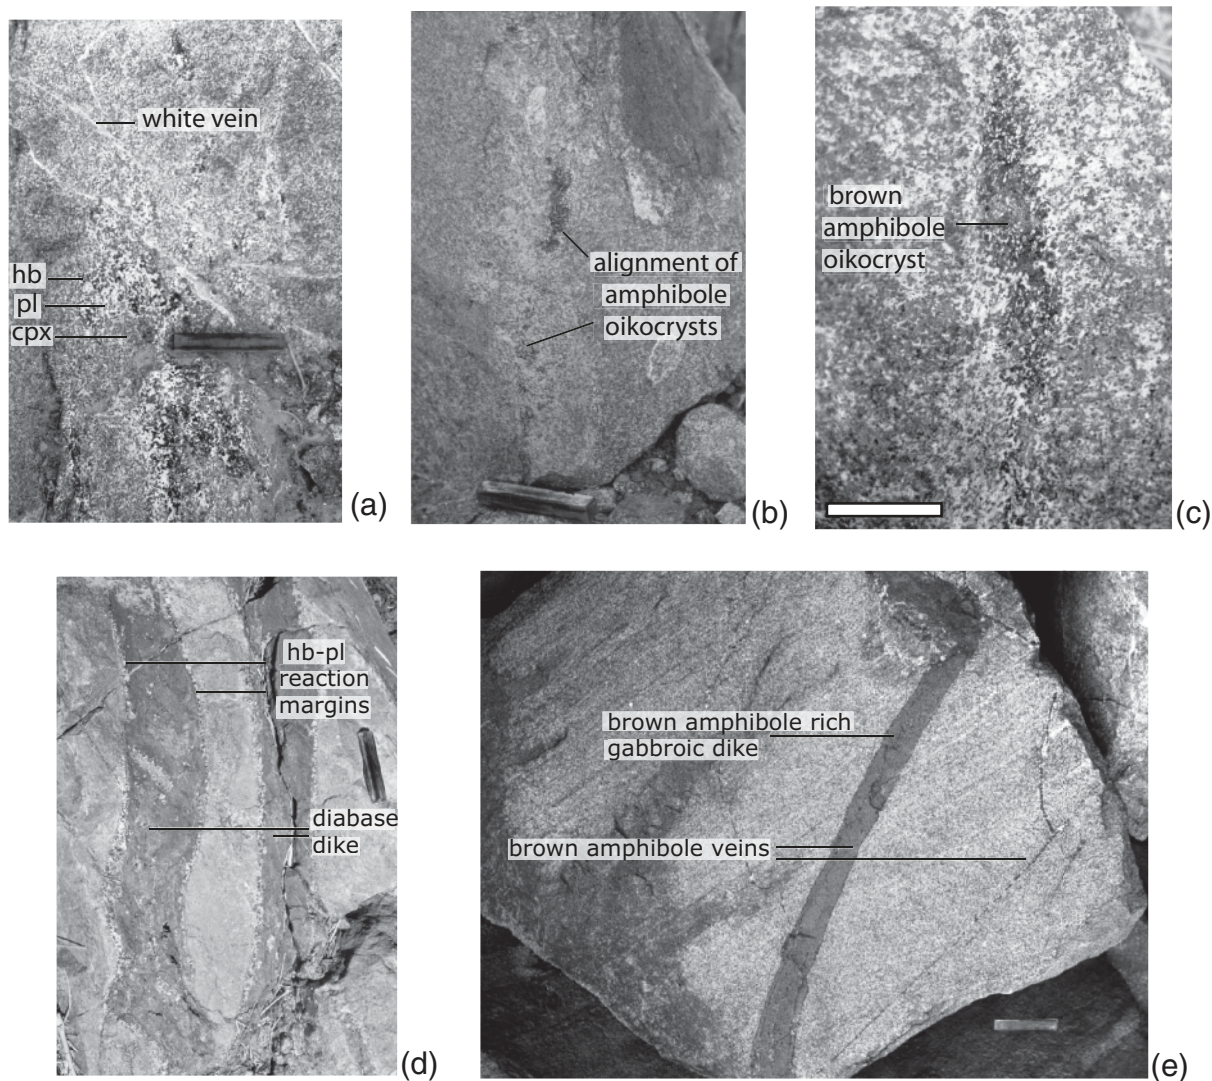 white vein
hb
pl
cpx
(a)
alignment of
amphibole
oikocrysts
(b)
brown
amphibole
oikocryst
(c)
hb-pl
reaction
margins
diabase
dike
(d)
brown amphibole rich
gabbroic dike
brown amphibole veins
(e)